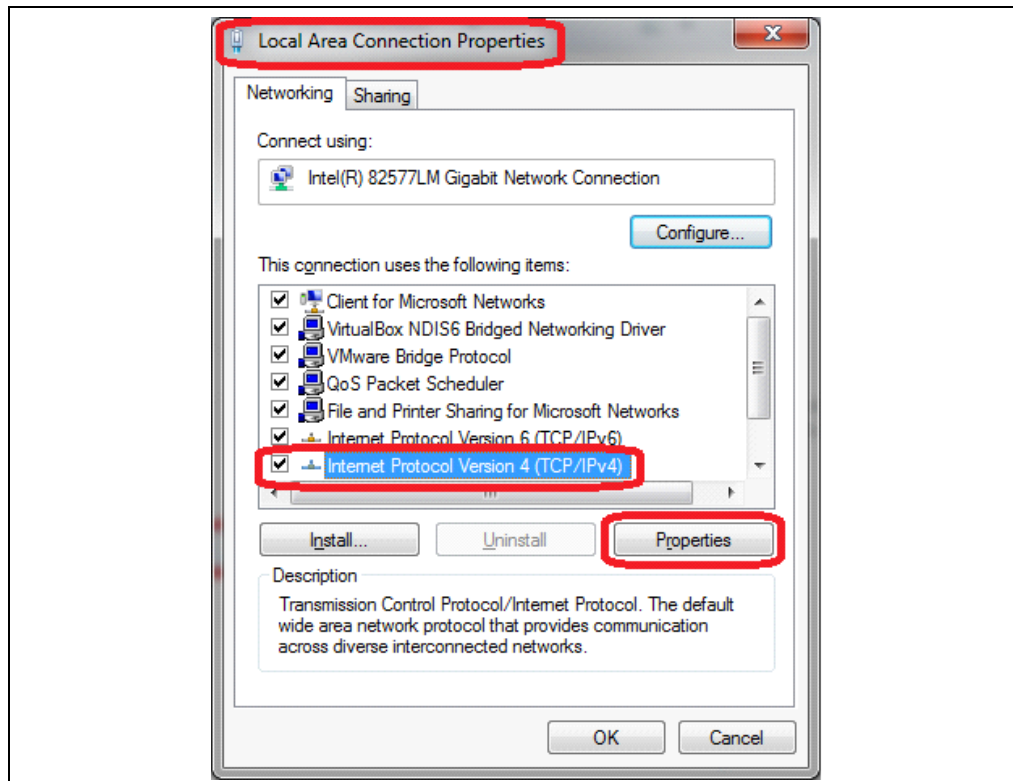 Local Area Connection Properties
Networking
Sharing
Connect using:
Intel(R) 82577LM Gigabit Network Connection
Configure...
This connection uses the following items:
Client for Microsoft Networks
VirtualBox NDIS6 Bridged Networking Driver
VMware Bridge Protocol
QoS Packet Scheduler
File and Printer Sharing for Microsoft Networks
Internet Protocol Version 6 (TCP/IPv6)
Internet Protocol Version 4 (TCP/IPv4)
Install...
Uninstall
Properties
Description
Transmission Control Protocol/Internet Protocol. The default
wide area network protocol that provides communication
across diverse interconnected networks.
OK
Cancel